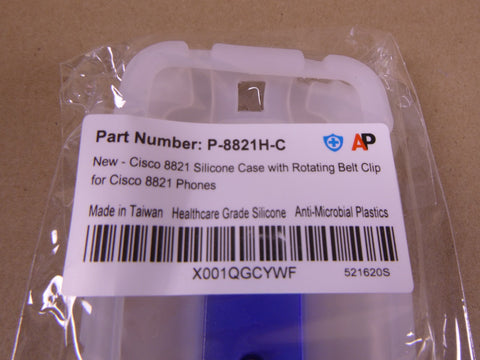 Part Number: P-8821H-C
AP
New - Cisco 8821 Silicone Case with Rotating Belt Clip
for Cisco 8821 Phones
Made in Taiwan Healthcare Grade Silicone Anti-Microbial Plastics
X001QGCYWF
521620S